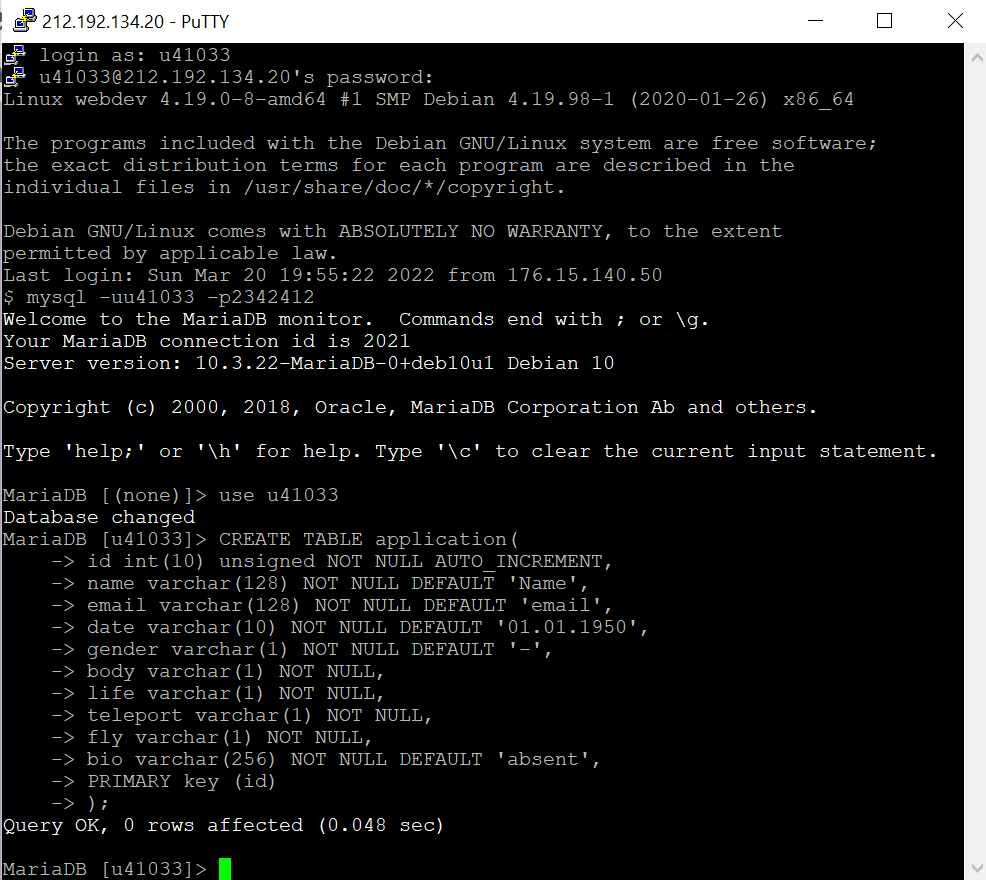 212.192.134.20 - PuTTY
login as: u41033
u41033@212.192.134.20's password:
Linux webdev 4.19.0-8-amd64 #1 SMP Debian 4.19.98-1 (2020-01-26) x86_64
The programs included with the Debian GNU/Linux system are free software;
the exact distribution terms for each program are described in the
individual files in /usr/share/doc/*/copyright.
Debian GNU/Linux comes with ABSOLUTELY NO WARRANTY, to the extent
permitted by applicable law.
Last login: Sun Mar 20 19:55:22 2022 from 176.15.140.50
$ mysql -uu41033 -p2342412
Welcome to the MariaDB monitor.  Commands end with ; or \g.
Your MariaDB connection id is 2021
Server version: 10.3.22-MariaDB-0+deb10u1 Debian 10
Copyright (c) 2000, 2018, Oracle, MariaDB Corporation Ab and others.
Type 'help;' or '\h' for help. Type '\c' to clear the current input statement.
MariaDB [(none)]> use u41033
Database changed
MariaDB [u41033]> CREATE TABLE application(
    -> id int(10) unsigned NOT NULL AUTO_INCREMENT,
    -> name varchar(128) NOT NULL DEFAULT 'Name',
    -> email varchar(128) NOT NULL DEFAULT 'email',
    -> date varchar(10) NOT NULL DEFAULT '01.01.1950',
    -> gender varchar(1) NOT NULL DEFAULT '-',
    -> body varchar(1) NOT NULL,
    -> life varchar(1) NOT NULL,
    -> teleport varchar(1) NOT NULL,
    -> fly varchar(1) NOT NULL,
    -> bio varchar(256) NOT NULL DEFAULT 'absent',
    -> PRIMARY key (id)
    -> );
Query OK, 0 rows affected (0.048 sec)
MariaDB [u41033]>